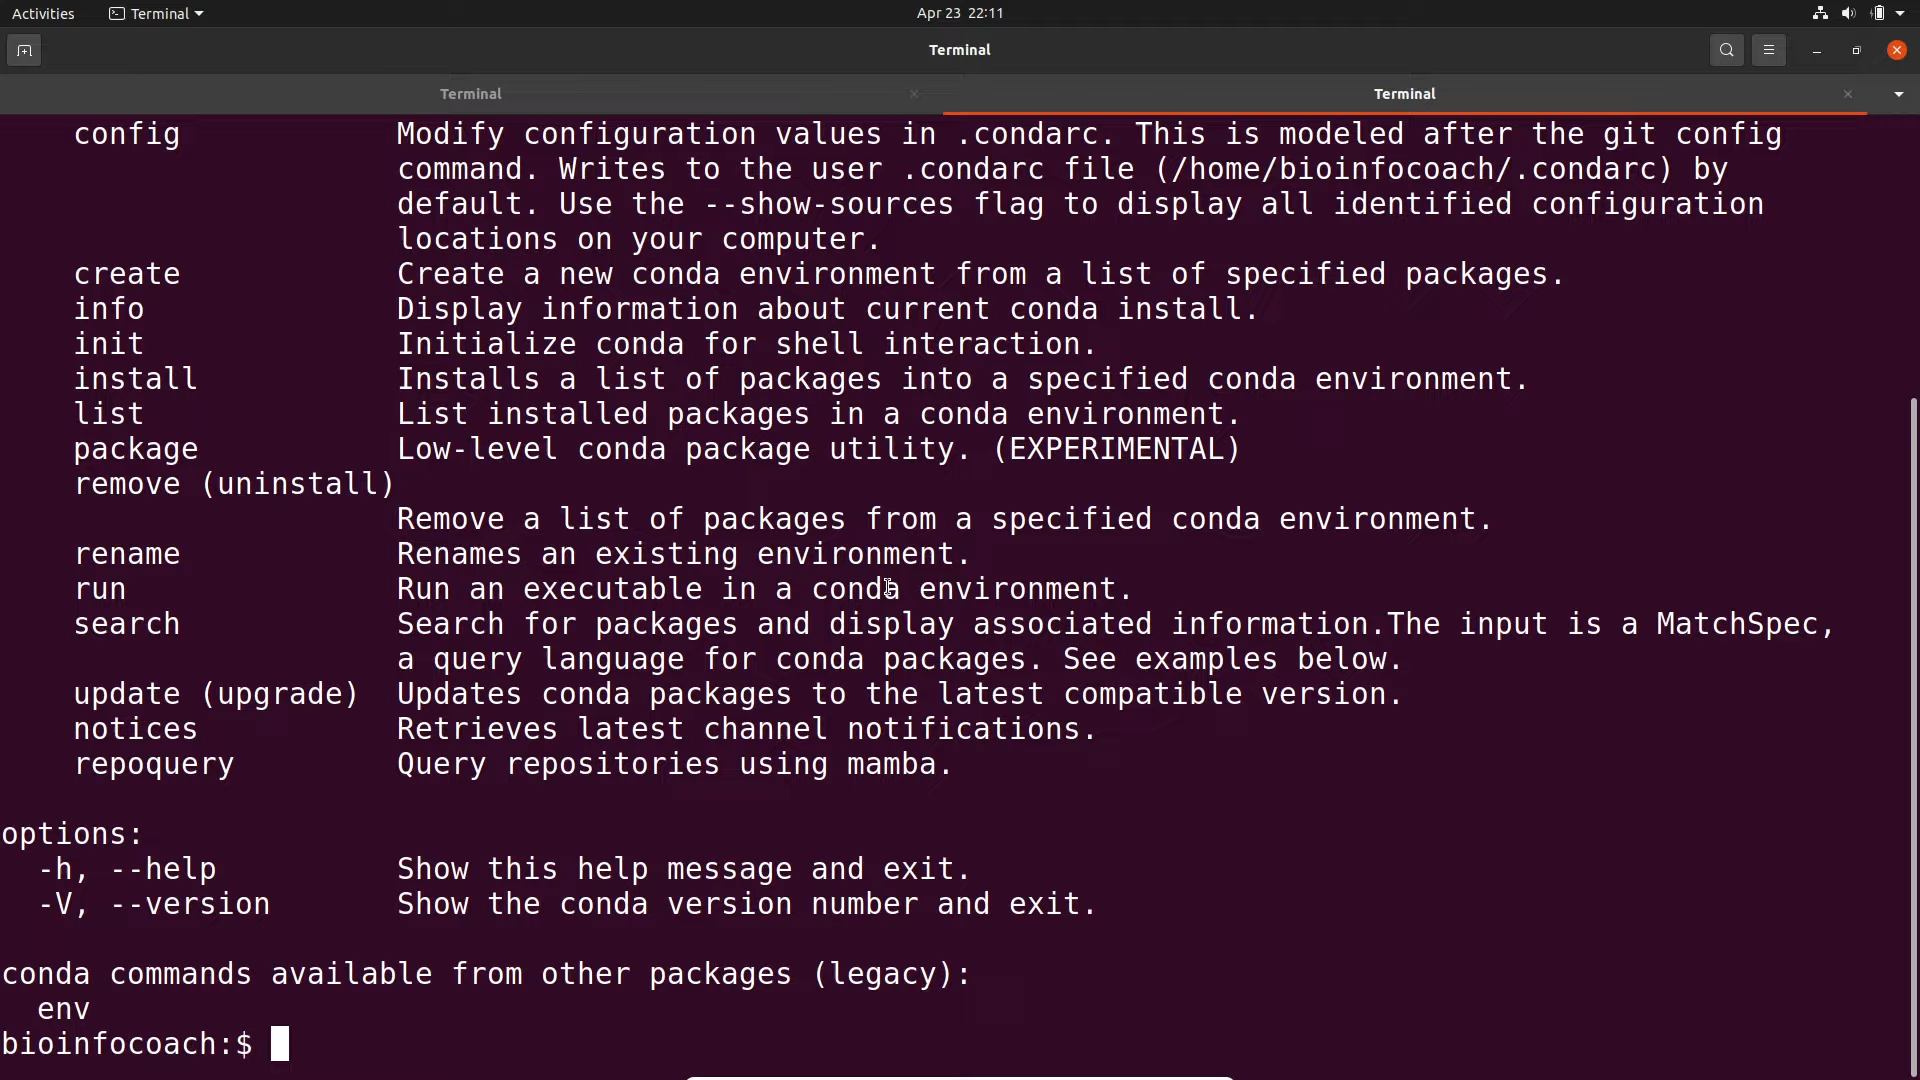 Activities Terminal Apr 23 22:11
Terminal
Terminal Terminal
config Modify configuration values in .condarc. This is modeled after the git config
command. Writes to the user .condarc file (/home/bioinfocoach/.condarc) by
default. Use the --show-sources flag to display all identified configuration
locations on your computer.
create Create a new conda environment from a list of specified packages.
info Display information about current conda install.
init Initialize conda for shell interaction.
install Installs a list of packages into a specified conda environment.
list List installed packages in a conda environment.
package Low-level conda package utility. (EXPERIMENTAL)
remove (uninstall)
Remove a list of packages from a specified conda environment.
rename Renames an existing environment.
run Run an executable in a conda environment.
search Search for packages and display associated information.The input is a MatchSpec,
a query language for conda packages. See examples below.
update (upgrade) Updates conda packages to the latest compatible version.
notices Retrieves latest channel notifications.
repoquery Query repositories using mamba.
options:
-h, --help Show this help message and exit.
-V, --version Show the conda version number and exit.
conda commands available from other packages (legacy):
env
bioinfocoach:$